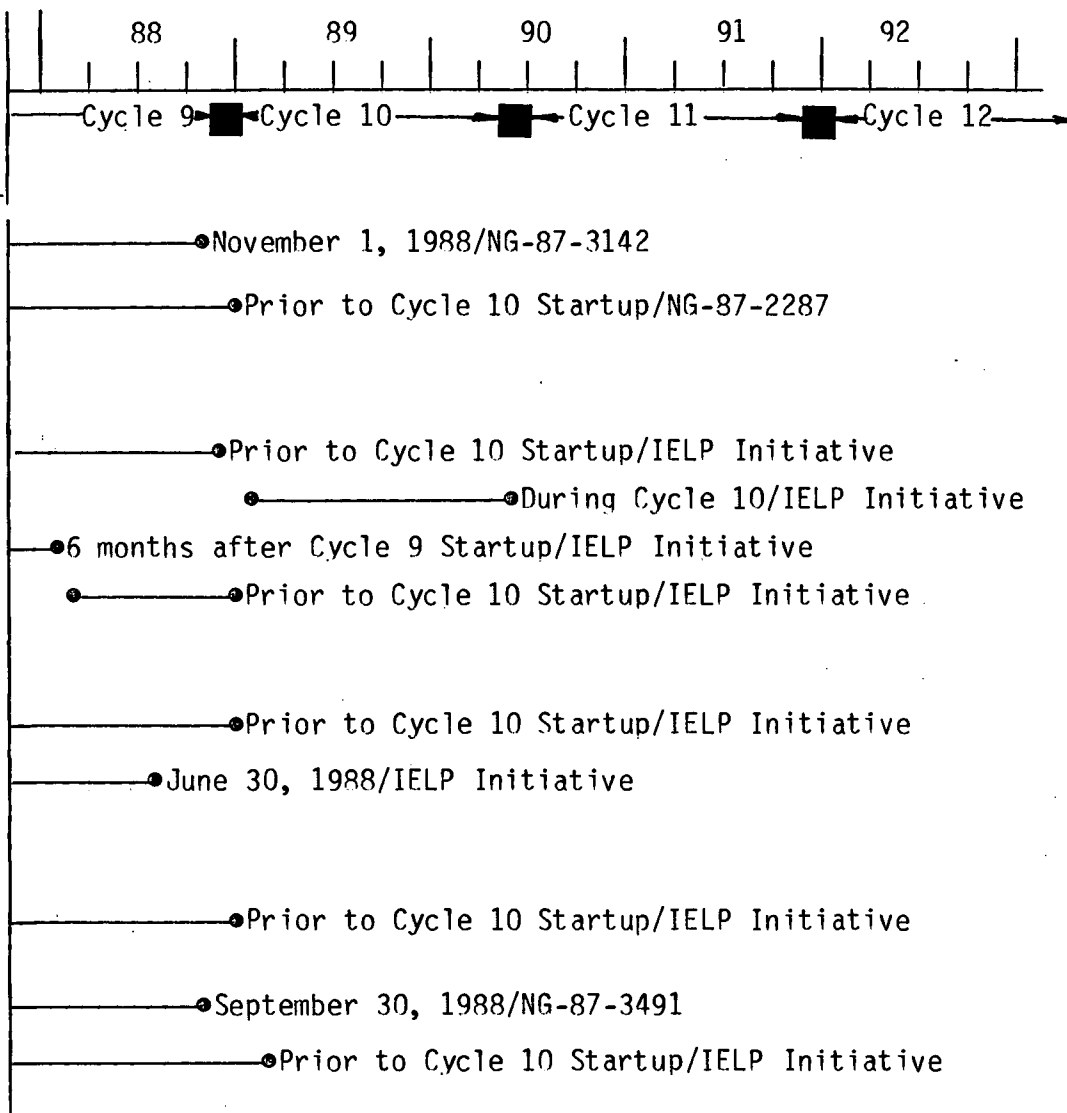 88 89 90 91 92
Cycle 9 Cycle 10 Cycle 11 Cycle 12
November 1, 1988/NG-87-3142
Prior to Cycle 10 Startup/NG-87-2287
Prior to Cycle 10 Startup/IELP Initiative
During Cycle 10/IELP Initiative
6 months after Cycle 9 Startup/IELP Initiative
Prior to Cycle 10 Startup/IELP Initiative
Prior to Cycle 10 Startup/IELP Initiative
June 30, 1988/IELP Initiative
Prior to Cycle 10 Startup/IELP Initiative
September 30, 1988/NG-87-3491
Prior to Cycle 10 Startup/IELP Initiative